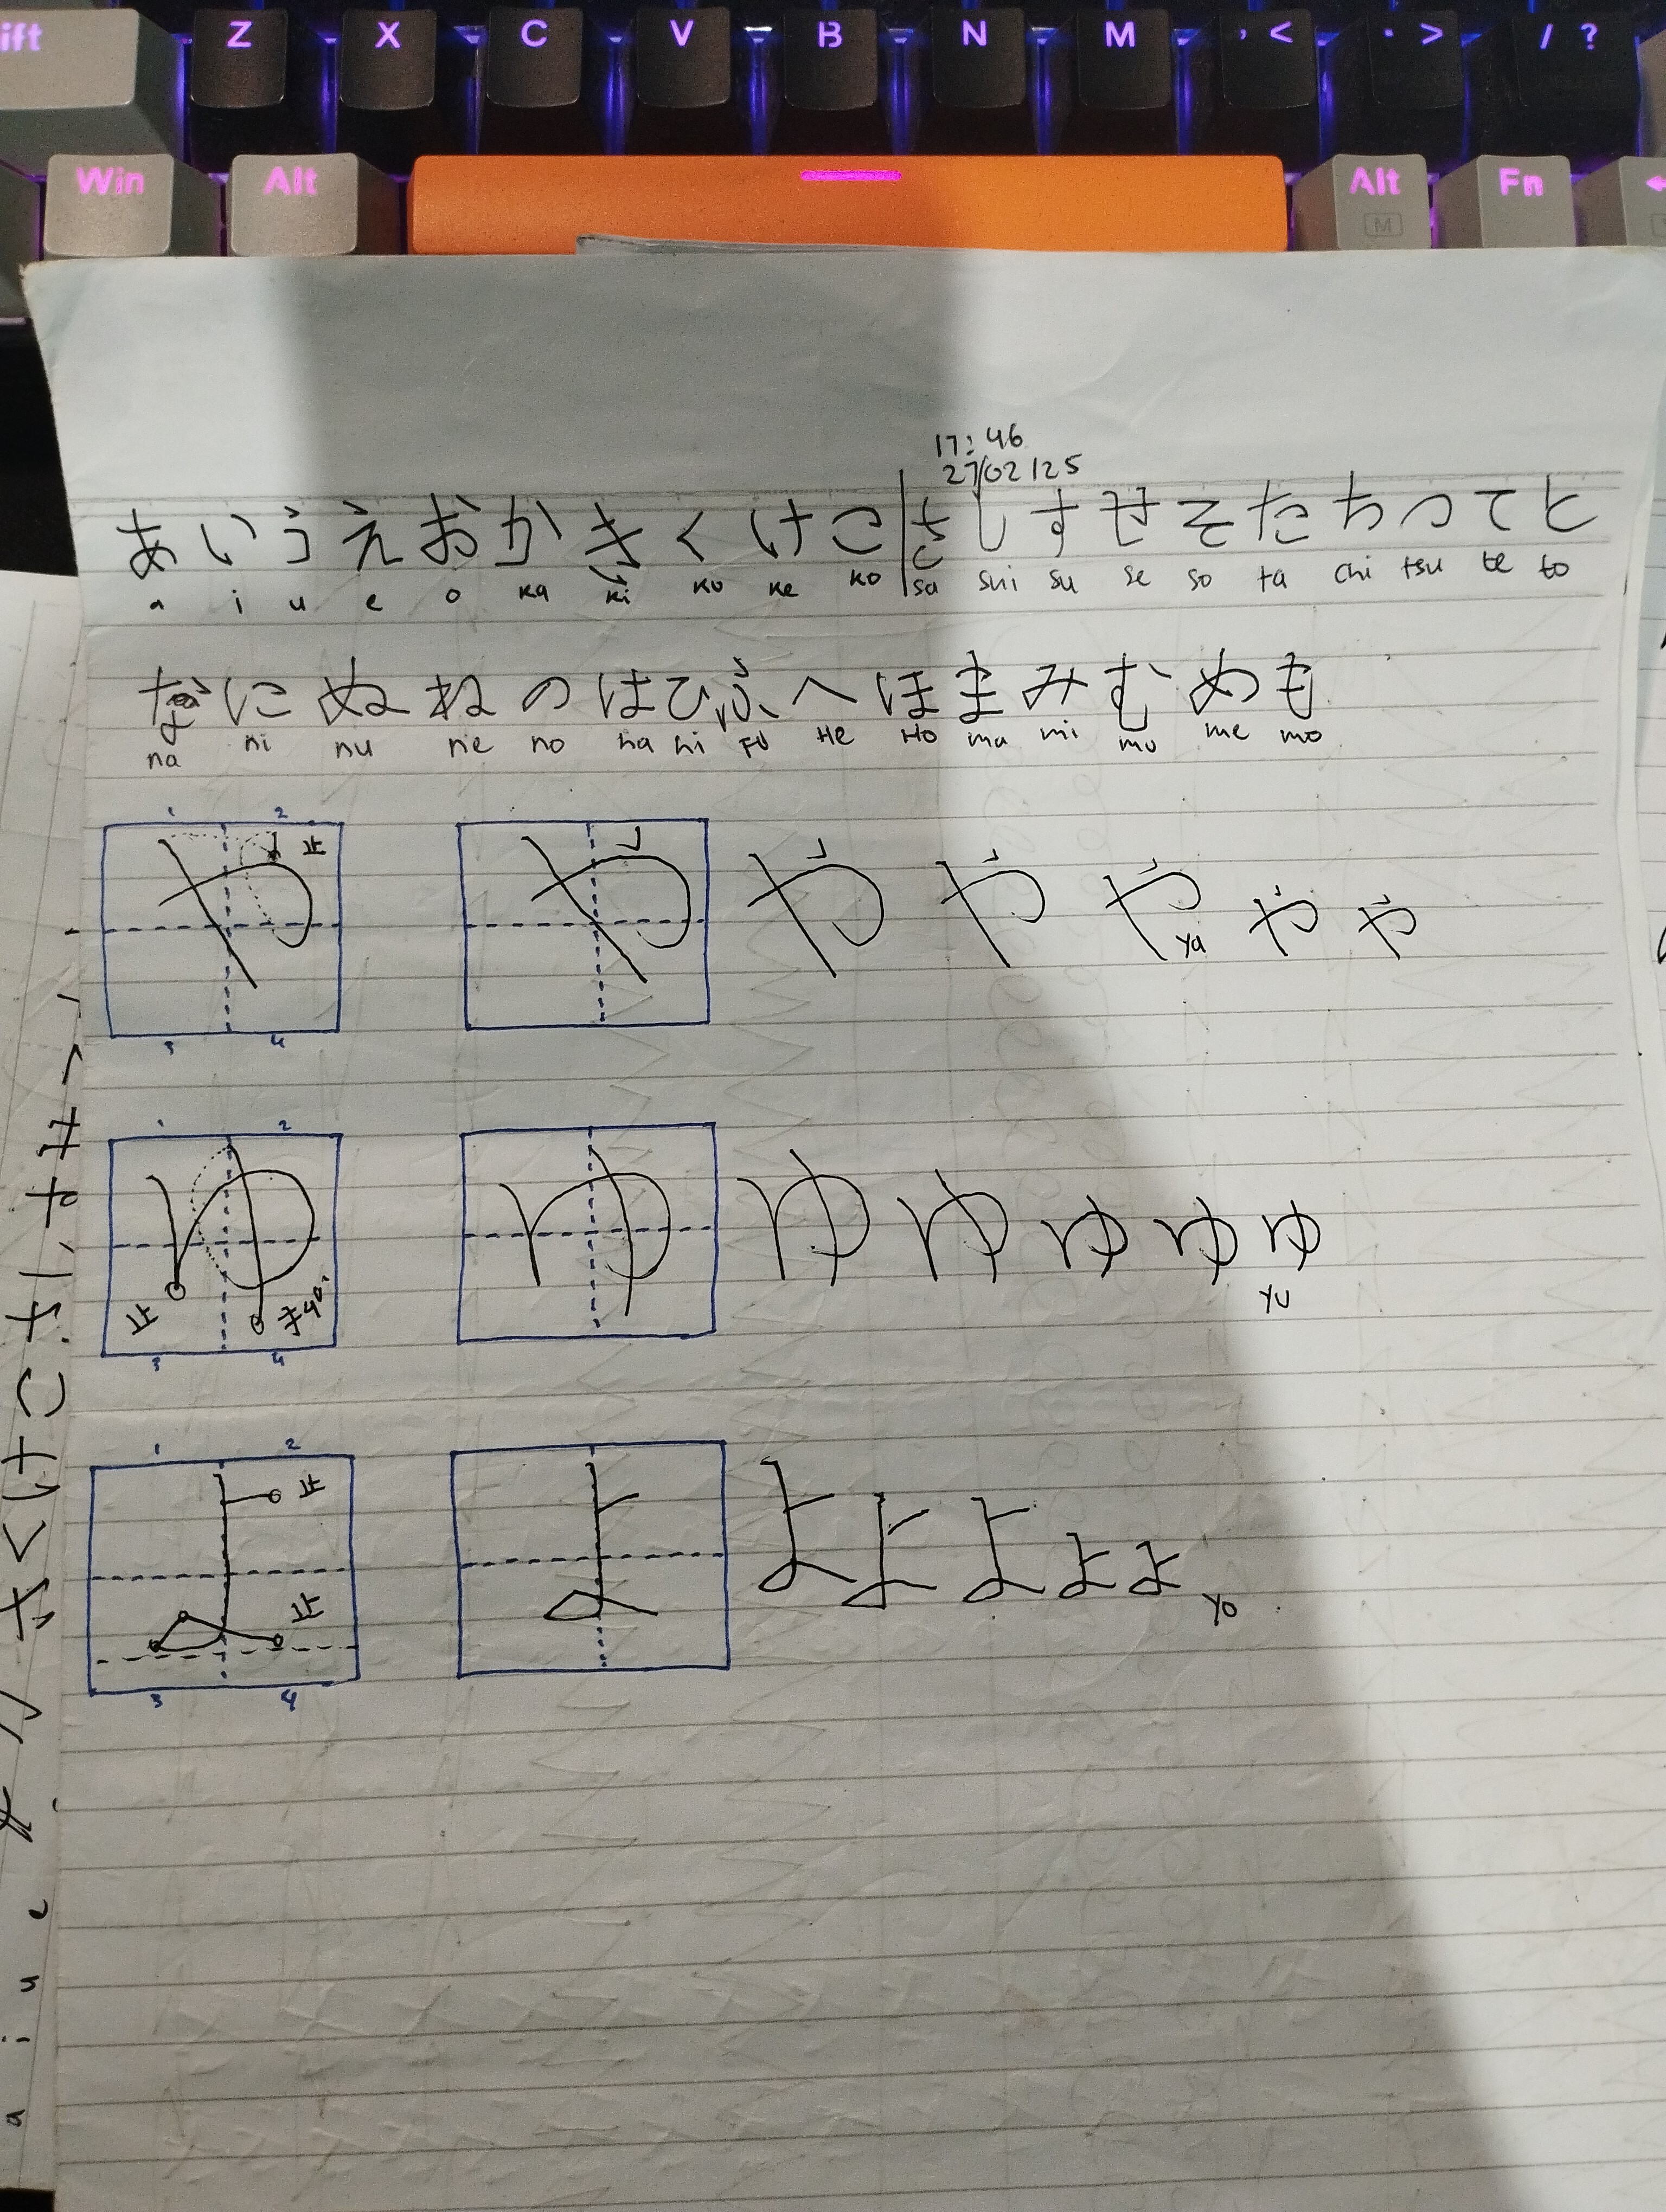 ift Z X C V B N M , < . > / ?
Win Alt Alt Fn
M
17:46
27/02/25
あいうえおかきくけこ|さしすせそたちつてと
a i u e o ka ki ku ke ko sa shi su se so ta chi tsu te to
なにぬねのはひふへほまみむめも
na ni nu ne no ha hi FU He Ho ma mi mu me mo
1 2
や 止 や や や や や や
ya
3 4
1 2
ゆ ゆ ゆ ゆ ゆ ゆ ゆ
止
yu
3 4
1 2
よ 止 よ よ よ よ よ よ
止
yo
3 4